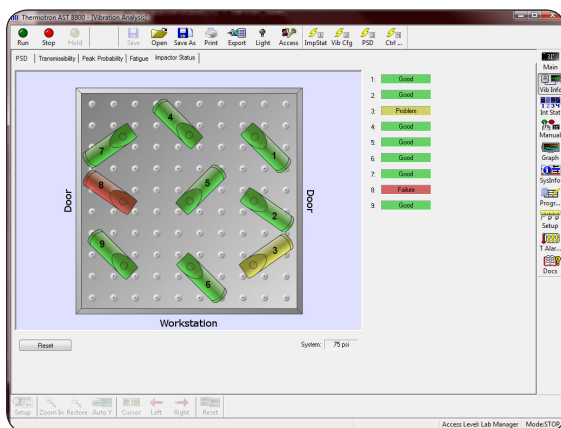 Thermotron AST 8800 - [Vibration Analysis]
Run Stop Hold Save Open Save As Print Export Light Access ImpStat Vib Cfg PSD Ctrl ...
PSD Transmissibility Peak Probability Fatigue Impactor Status
4
7
1
8
5
2
9
3
6
Door
Door
Workstation
1: Good
2: Good
3: Problem
4: Good
5: Good
6: Good
7: Good
8: Failure
9: Good
Reset
System: 75 psi
Main
Vib Info
Int Stat
Manual
Graph
SysInfo
Progr...
Setup
T Alar...
Docs
Setup Zoom In Restore Auto Y Cursor Left Right Reset
Access Level: Lab Manager Mode:STOP